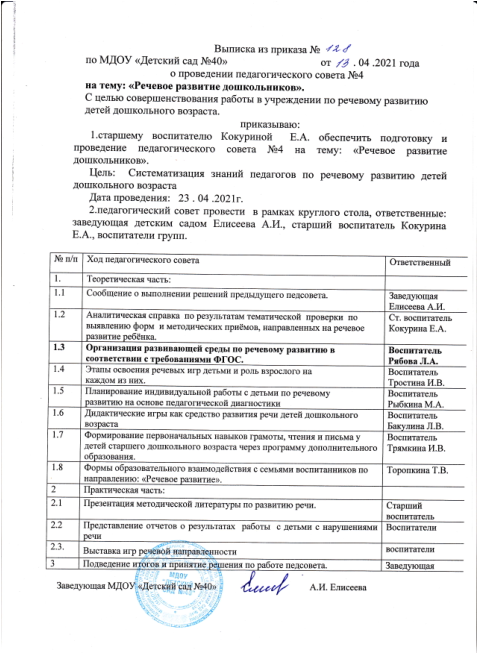 Выписка из приказа № 128
по МДОУ «Детский сад №40» от 13 . 04 .2021 года
о проведении педагогического совета №4
на тему: «Речевое развитие дошкольников».
С целью совершенствования работы в учреждении по речевому развитию
детей дошкольного возраста.
приказываю:
1.старшему воспитателю Кокуриной Е.А. обеспечить подготовку и
проведение педагогического совета №4 на тему: «Речевое развитие
дошкольников».
Цель: Систематизация знаний педагогов по речевому развитию детей
дошкольного возраста
Дата проведения: 23 . 04 .2021г.
2.педагогический совет провести в рамках круглого стола, ответственные:
заведующая детским садом Елисеева А.И., старший воспитатель Кокурина
Е.А., воспитатели групп.
№ п/п Ход педагогического совета Ответственный
1. Теоретическая часть:
1.1 Сообщение о выполнении решений предыдущего педсовета. Заведующая
Елисеева А.И.
1.2 Аналитическая справка по результатам тематической проверки по Ст. воспитатель
выявлению форм и методических приёмов, направленных на речевое Кокурина Е.А.
развитие ребёнка.
1.3 Организация развивающей среды по речевому развитию в Воспитатель
соответствии с требованиями ФГОС. Рябова Л.А.
1.4 Этапы освоения речевых игр детьми и роль взрослого на Воспитатель
каждом из них. Тростина И.В.
1.5 Планирование индивидуальной работы с детьми по речевому Воспитатель
развитию на основе педагогической диагностики Рыбкина М.А.
1.6 Дидактические игры как средство развития речи детей дошкольного Воспитатель
возраста Бакулина Л.В.
1.7 Формирование первоначальных навыков грамоты, чтения и письма у Воспитатель
детей старшего дошкольного возраста через программу дополнительного Трямкина И.В.
образования.
1.8 Формы образовательного взаимодействия с семьями воспитанников по Торопкина Т.В.
направлению: «Речевое развитие».
2 Практическая часть:
2.1 Презентация методической литературы по развитию речи. Старший
воспитатель
2.2 Представление отчетов о результатах работы с детьми с нарушениями Воспитатели
речи
2.3. Выставка игр речевой направленности воспитатели
3 Подведение итогов и принятие решения по работе педсовета. Заведующая
Заведующая МДОУ «Детский сад №40» А.И. Елисеева
МДОУ